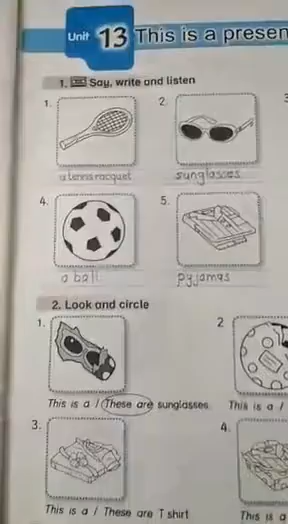 Unit 13 This is a presen
1. Say, write and listen
1. 2. 3
a tennis racquet sunglasses
4. 5.
a ball pyjamas
2. Look and circle
1. 2
This is a / These are sunglasses. This is a /
3. 4.
This is a / These are T shirt This is a